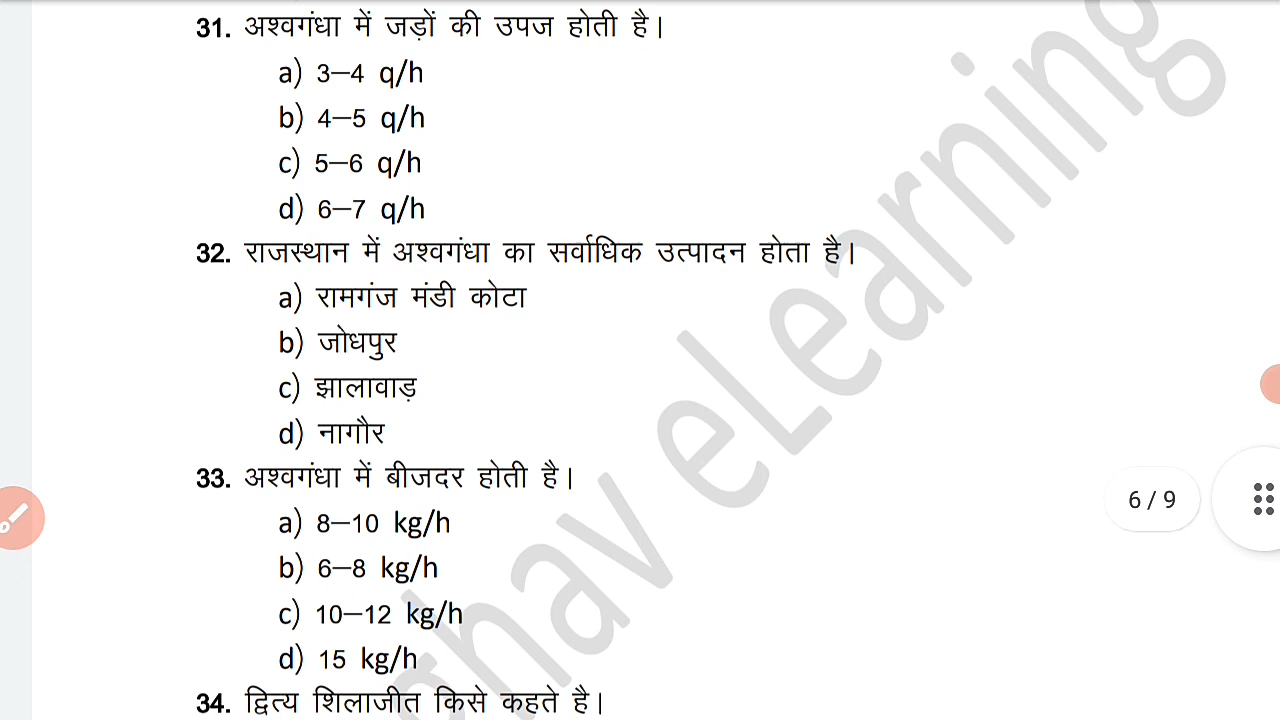 31. अश्वगंधा में जड़ों की उपज होती है।
a) 3–4 q/h
b) 4–5 q/h
c) 5–6 q/h
d) 6–7 q/h
32. राजस्थान में अश्वगंधा का सर्वाधिक उत्पादन होता है।
a) रामगंज मंडी कोटा
b) जोधपुर
c) झालावाड़
d) नागौर
33. अश्वगंधा में बीजदर होती है।
a) 8–10 kg/h
b) 6–8 kg/h
c) 10–12 kg/h
d) 15 kg/h
34. द्वित्य शिलाजीत किसे कहते है।
6 / 9
ghav eLearning